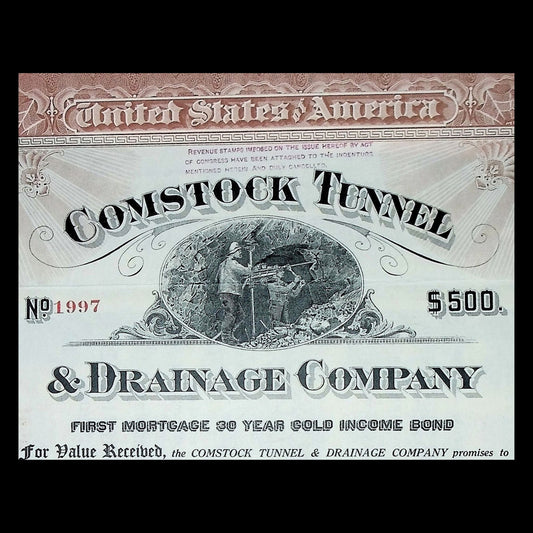 United States of America
REVENUE STAMPS IMPOSED ON THE ISSUE HEREOF BY ACT
OF CONGRESS HAVE BEEN ATTACHED TO THE INDENTURE
MENTIONED HEREIN AND DULY CANCELLED.
COMSTOCK TUNNEL
No 1997
$500.
& DRAINAGE COMPANY
FIRST MORTGAGE 30 YEAR GOLD INCOME BOND
For Value Received, the COMSTOCK TUNNEL & DRAINAGE COMPANY promises to